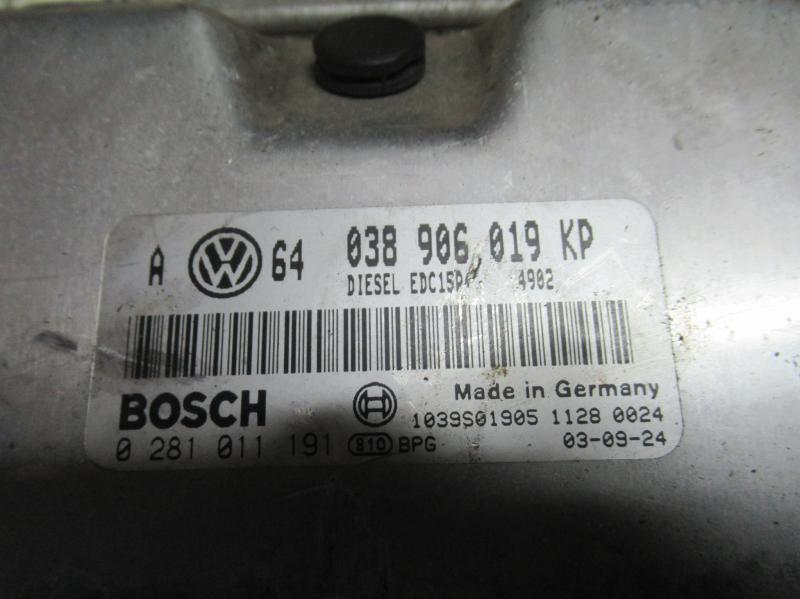 A VW 64 038 906 019 KP
DIESEL EDC15P+ 4902
BOSCH Made in Germany
1039S01905 1128 0024
0 281 011 191 810 BPG 03-09-24